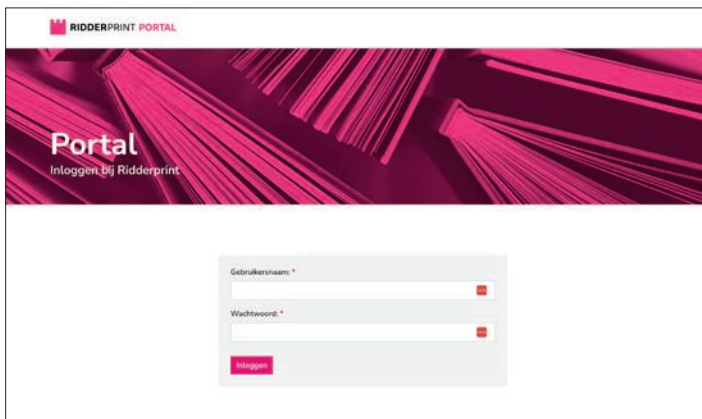 RIDDERPRINT PORTAL
Portal
Inloggen bij Ridderprint
Gebruikersnaam: *
Wachtwoord: *
Inloggen